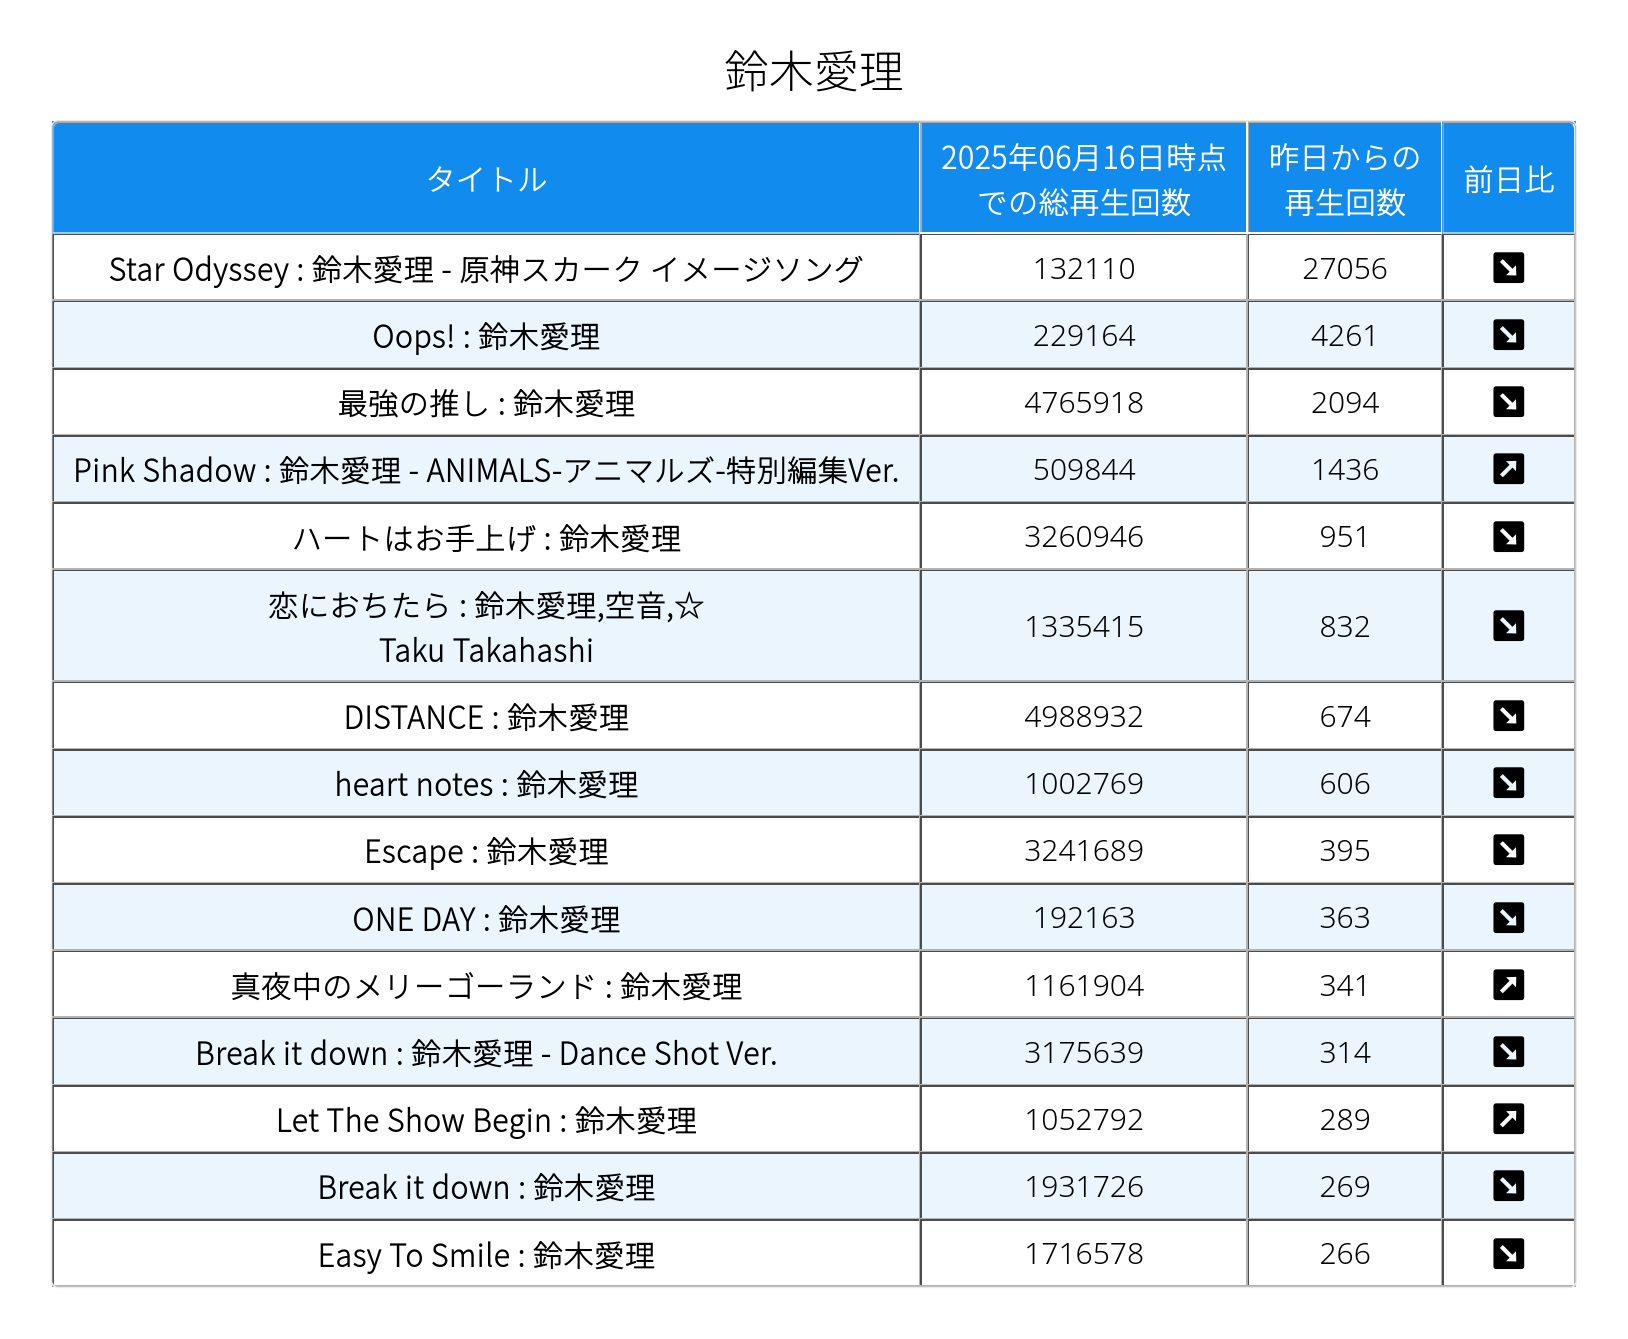 鈴木愛理
タイトル 2025年06月16日時点での総再生回数 昨日からの再生回数 前日比
Star Odyssey : 鈴木愛理 - 原神スカーク イメージソング 132110 27056 ↘
Oops! : 鈴木愛理 229164 4261 ↘
最強の推し : 鈴木愛理 4765918 2094 ↘
Pink Shadow : 鈴木愛理 - ANIMALS-アニマルズ-特別編集Ver. 509844 1436 ↗
ハートはお手上げ : 鈴木愛理 3260946 951 ↘
恋におちたら : 鈴木愛理,空音,☆
Taku Takahashi 1335415 832 ↘
DISTANCE : 鈴木愛理 4988932 674 ↘
heart notes : 鈴木愛理 1002769 606 ↘
Escape : 鈴木愛理 3241689 395 ↘
ONE DAY : 鈴木愛理 192163 363 ↘
真夜中のメリーゴーランド : 鈴木愛理 1161904 341 ↗
Break it down : 鈴木愛理 - Dance Shot Ver. 3175639 314 ↘
Let The Show Begin : 鈴木愛理 1052792 289 ↗
Break it down : 鈴木愛理 1931726 269 ↘
Easy To Smile : 鈴木愛理 1716578 266 ↘